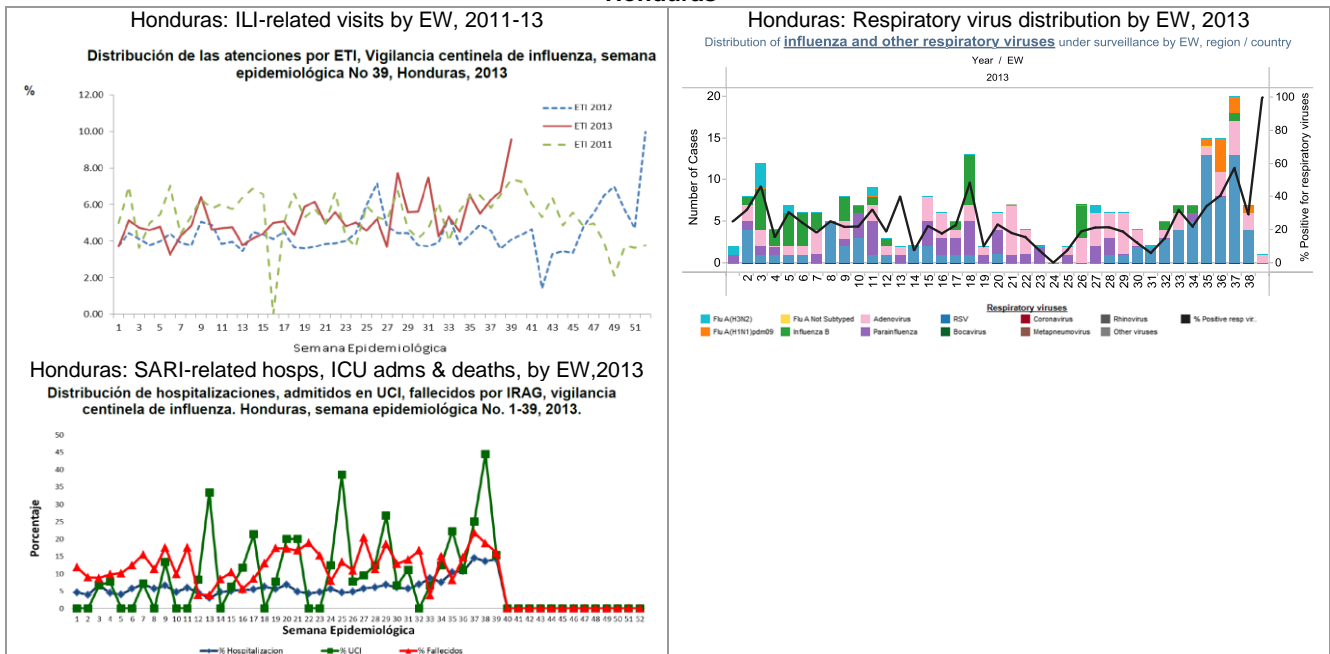 Honduras
Honduras: ILI-related visits by EW, 2011-13
Distribución de las atenciones por ETI, Vigilancia centinela de influenza, semana
epidemiológica No 39, Honduras, 2013
%
12.00
10.00
8.00
6.00
4.00
2.00
0.00
ETI 2012
ETI 2013
ETI 2011
1 3 5 7 9 11 13 15 17 19 21 23 25 27 29 31 33 35 37 39 41 43 45 47 49 51
Semana Epidemiológica
Honduras: SARI-related hosps, ICU adms & deaths, by EW,2013
Distribución de hospitalizaciones, admitidos en UCI, fallecidos por IRAG, vigilancia
centinela de influenza. Honduras, semana epidemiológica No. 1-39, 2013.
Porcentaje
50
45
40
35
30
25
20
15
10
5
0
1 2 3 4 5 6 7 8 9 10 11 12 13 14 15 16 17 18 19 20 21 22 23 24 25 26 27 28 29 30 31 32 33 34 35 36 37 38 39 40 41 42 43 44 45 46 47 48 49 50 51 52
Semana Epidemiológica
% Hospitalizacion % UCI % Fallecidos
Honduras: Respiratory virus distribution by EW, 2013
Distribution of influenza and other respiratory viruses under surveillance by EW, region / country
Year / EW
2013
Number of Cases
20
15
10
5
0
100
80
60
40
20
0
% Positive for respiratory viruses
2 3 4 5 6 7 8 9 10 11 12 13 14 15 16 17 18 19 20 21 22 23 24 25 26 27 28 29 30 31 32 33 34 35 36 37 38
Respiratory viruses
Flu A(H3N2) Flu A Not Subtyped Adenovirus RSV Coronavirus Rhinovirus % Positive resp vir..
Flu A(H1N1)pdm09 Influenza B Parainfluenza Bocavirus Metapneumovirus Other viruses